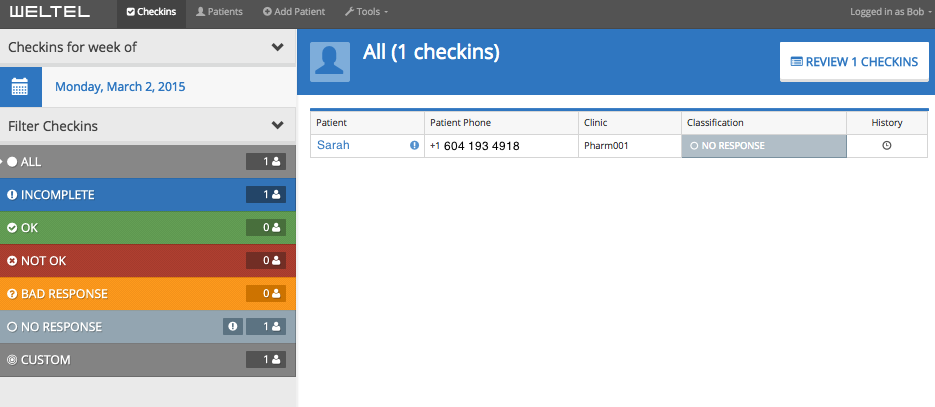 WELTEL Checkins Patients Add Patient Tools Logged in as Bob
Checkins for week of
Monday, March 2, 2015
Filter Checkins
ALL 1
INCOMPLETE 1
OK 0
NOT OK 0
BAD RESPONSE 0
NO RESPONSE 1
CUSTOM 1
All (1 checkins)
REVIEW 1 CHECKINS
Patient Patient Phone Clinic Classification History
Sarah +1 604 193 4918 Pharm001 NO RESPONSE